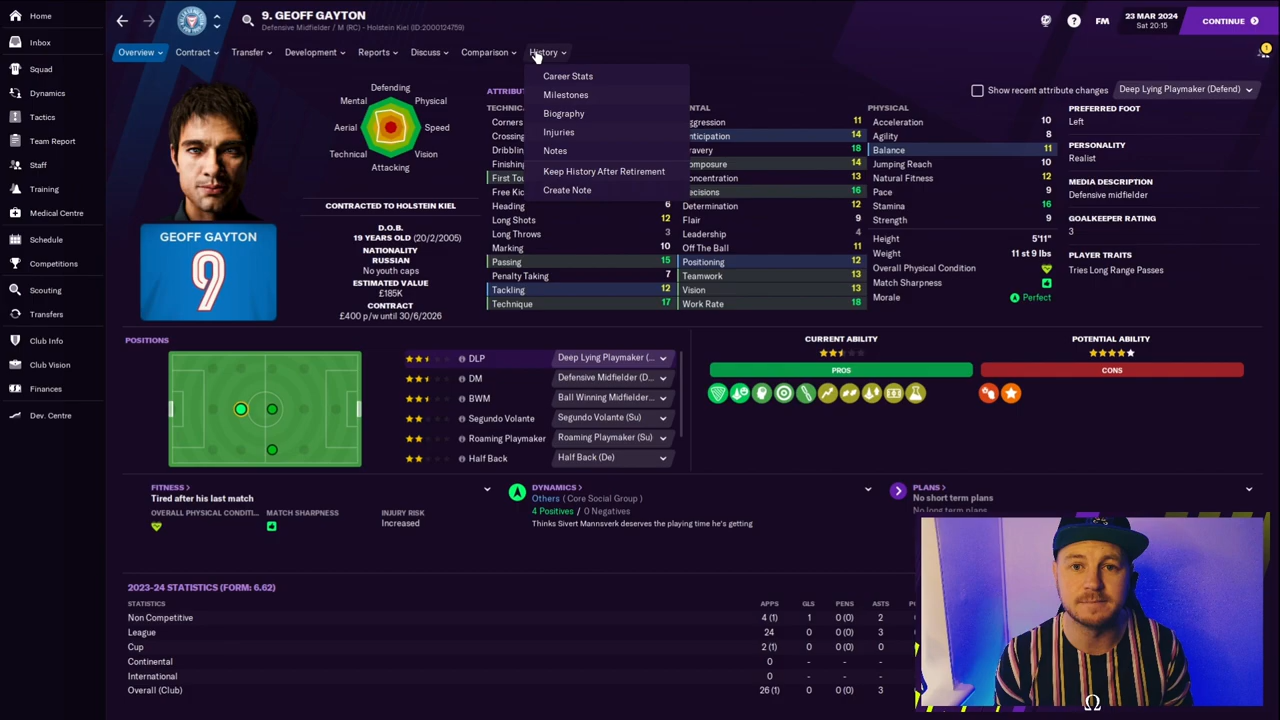 Home
Inbox
Squad
Dynamics
Tactics
Team Report
Staff
Training
Medical Centre
Schedule
Competitions
Scouting
Transfers
Club Info
Club Vision
Finances
Dev. Centre
9. GEOFF GAYTON
Defensive Midfielder / M (RC) - Holstein Kiel (ID:2000124759)
FM
23 MAR 2024
Sat 20:15
CONTINUE
Overview
Contract
Transfer
Development
Reports
Discuss
Comparison
History
Career Stats
Milestones
Biography
Injuries
Notes
Keep History After Retirement
Create Note
Defending
Mental Physical
Aerial Speed
Technical Vision
Attacking
CONTRACTED TO HOLSTEIN KIEL
D.O.B.
19 YEARS OLD (20/2/2005)
NATIONALITY
RUSSIAN
No youth caps
ESTIMATED VALUE
£185K
CONTRACT
£400 p/w until 30/6/2026
GEOFF GAYTON
9
Show recent attribute changes
Deep Lying Playmaker (Defend)
Corners
Crossing
Finishing
Heading 6
Long Shots 12
Long Throws 3
Marking 10
Passing 15
Penalty Taking 7
Tackling 12
Technique 17
11
14
18
14
13
16
Determination 12
Flair 9
Leadership 4
Off The Ball 11
Positioning 12
Teamwork 13
Vision 13
Work Rate 18
PHYSICAL
Acceleration 10
Agility 8
Balance 11
Jumping Reach 10
Natural Fitness 12
Pace 9
Stamina 16
Strength 9
Height 5'11"
Weight 11 st 9 lbs
Overall Physical Condition
Match Sharpness
Morale Perfect
PREFERRED FOOT
Left
PERSONALITY
Realist
MEDIA DESCRIPTION
Defensive midfielder
GOALKEEPER RATING
3
PLAYER TRAITS
Tries Long Range Passes
POSITIONS
DLP Deep Lying Playmaker (...
DM Defensive Midfielder (D...
BWM Ball Winning Midfielder...
Segundo Volante Segundo Volante (Su)
Roaming Playmaker Roaming Playmaker (Su)
Half Back Half Back (De)
CURRENT ABILITY
PROS
POTENTIAL ABILITY
CONS
FITNESS >
Tired after his last match
OVERALL PHYSICAL CONDITI... MATCH SHARPNESS INJURY RISK
Increased
DYNAMICS >
Others ( Core Social Group )
4 Positives / 0 Negatives
Thinks Sivert Mannsverk deserves the playing time he's getting
PLANS >
No short term plans
No long term plans
2023-24 STATISTICS (FORM: 6.62)
STATISTICS APPS GLS PENS ASTS
Non Competitive 4 (1) 1 0 (0) 2
League 24 0 0 (0) 3
Cup 2 (1) 0 0 (0) 0
Continental 0 - - -
International 0 - - -
Overall (Club) 26 (1) 0 0 (0) 3
Ω